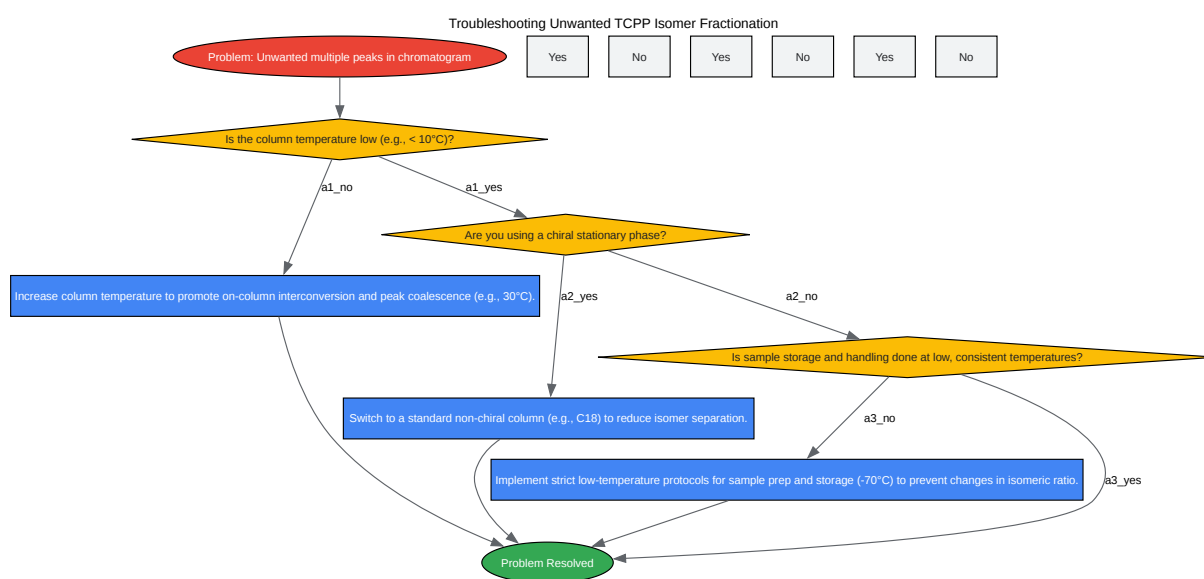 Troubleshooting Unwanted TCPP Isomer Fractionation
Problem: Unwanted multiple peaks in chromatogram
Yes
No
Yes
No
Yes
No
Is the column temperature low (e.g., < 10°C)?
a1_no
a1_yes
Are you using a chiral stationary phase?
Increase column temperature to promote on-column interconversion and peak coalescence (e.g., 30°C).
a2_yes
a2_no
Is sample storage and handling done at low, consistent temperatures?
Switch to a standard non-chiral column (e.g., C18) to reduce isomer separation.
a3_no
Implement strict low-temperature protocols for sample prep and storage (-70°C) to prevent changes in isomeric ratio.
a3_yes
Problem Resolved